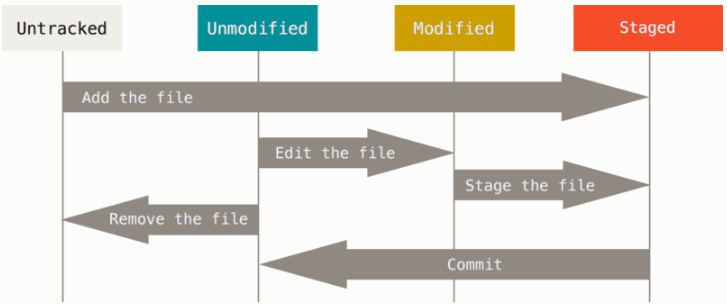 Untracked
Unmodified
Modified
Staged
Add the file
Edit the file
Stage the file
Remove the file
Commit